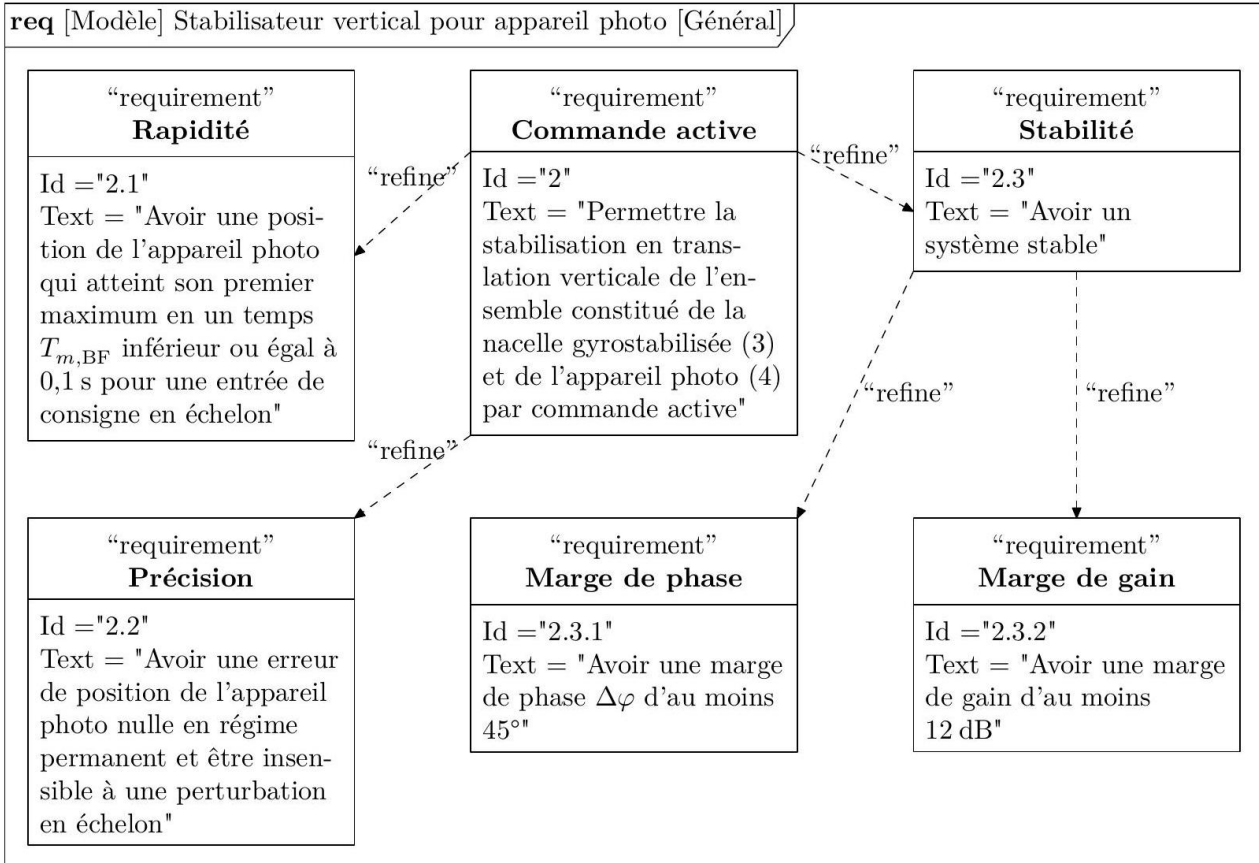 req [Modèle] Stabilisateur vertical pour appareil photo [Général]
“requirement”
Rapidité
Id ="2.1"
Text = "Avoir une posi-
tion de l'appareil photo
qui atteint son premier
maximum en un temps
T_{m,BF} inférieur ou égal à
0,1 s pour une entrée de
consigne en échelon"
“refine”
“requirement”
Commande active
Id ="2"
Text = "Permettre la
stabilisation en trans-
lation verticale de l'en-
semble constitué de la
nacelle gyrostabilisée (3)
et de l'appareil photo (4)
par commande active"
“refine”
“requirement”
Stabilité
Id ="2.3"
Text = "Avoir un
système stable"
“refine”
“refine”
“refine”
“requirement”
Précision
Id ="2.2"
Text = "Avoir une erreur
de position de l'appareil
photo nulle en régime
permanent et être insen-
sible à une perturbation
en échelon"
“requirement”
Marge de phase
Id ="2.3.1"
Text = "Avoir une marge
de phase Δφ d'au moins
45°"
“requirement”
Marge de gain
Id ="2.3.2"
Text = "Avoir une marge
de gain d'au moins
12 dB"